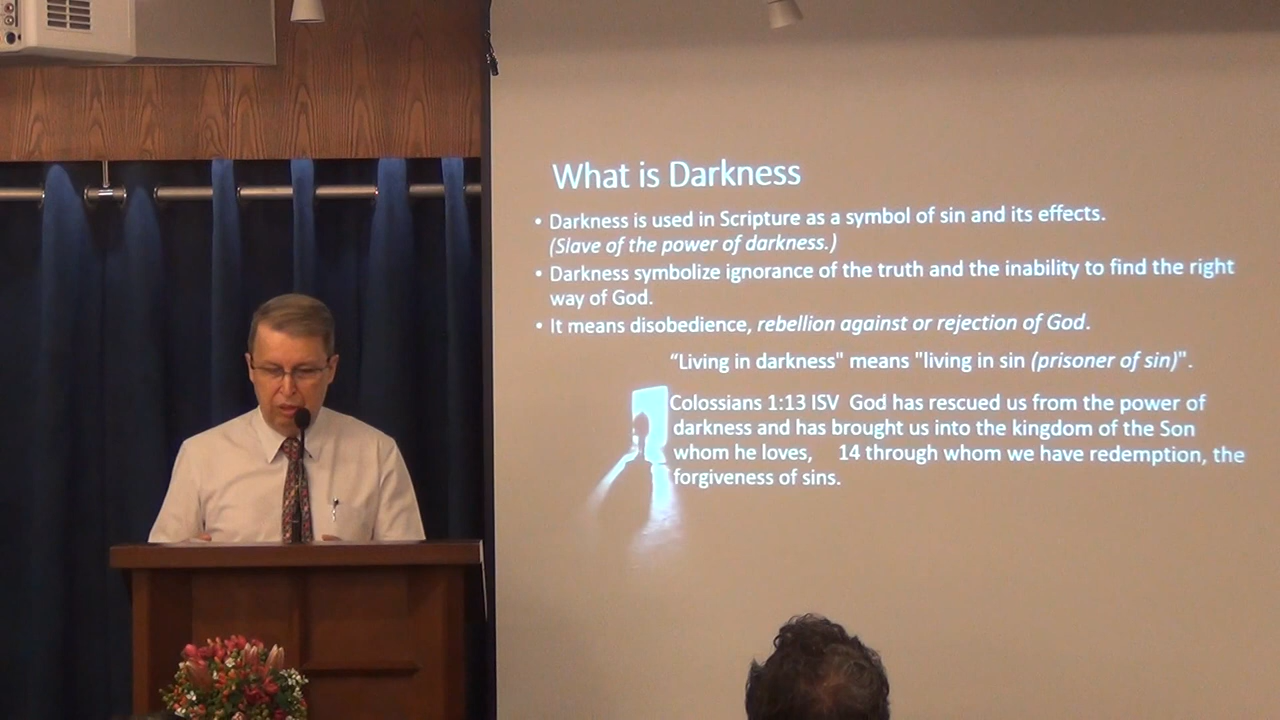 What is Darkness
• Darkness is used in Scripture as a symbol of sin and its effects.
(Slave of the power of darkness.)
• Darkness symbolize ignorance of the truth and the inability to find the right
way of God.
• It means disobedience, rebellion against or rejection of God.
“Living in darkness" means "living in sin (prisoner of sin)".
Colossians 1:13 ISV God has rescued us from the power of
darkness and has brought us into the kingdom of the Son
whom he loves, 14 through whom we have redemption, the
forgiveness of sins.